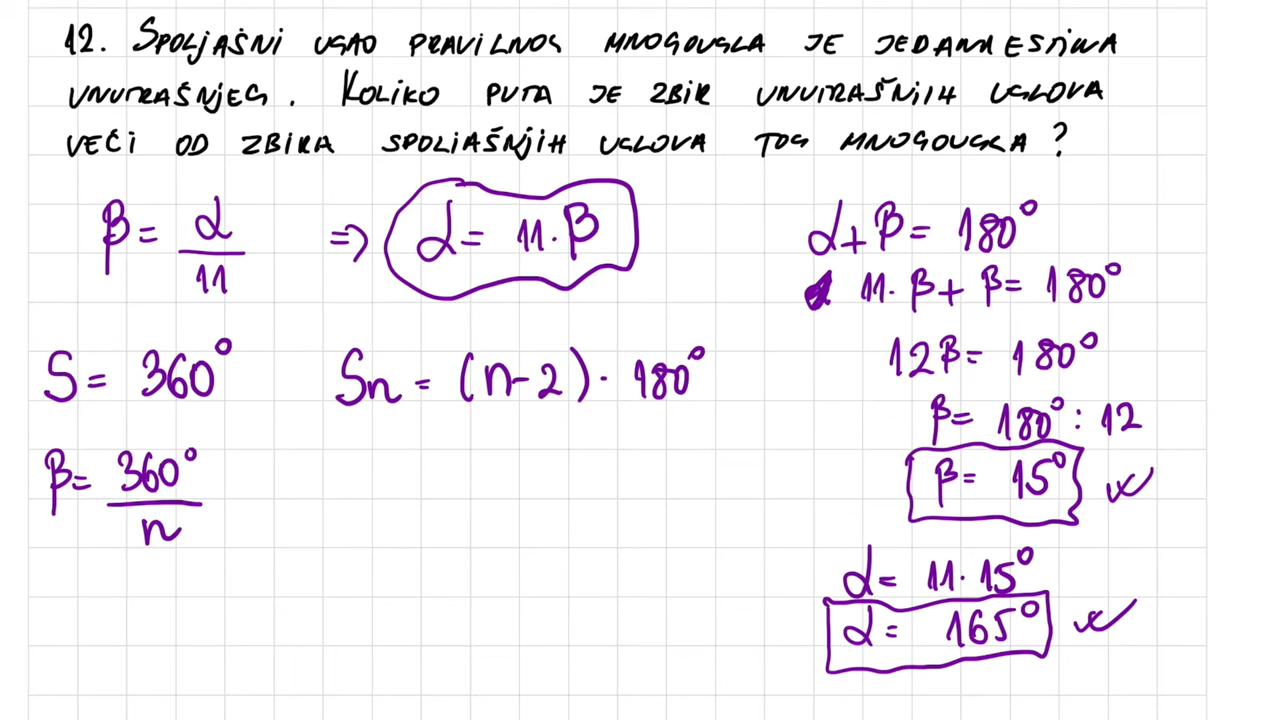 12. SPOLJAŠNI UGAO PRAVILNOG MNOGOUGLA JE JEDANAESTINA
UNUTRAŠNJEG. KOLIKO PUTA JE ZBIR UNUTRAŠNJIH UGLOVA
VEĆI OD ZBIRA SPOLJAŠNJIH UGLOVA TOG MNOGOUGLA?
β = α/11 => α = 11·β
α + β = 180°
11·β + β = 180°
12β = 180°
β = 180° : 12
β = 15°
α = 11·15°
α = 165°
S = 360° Sn = (n-2)·180°
β = 360°/n